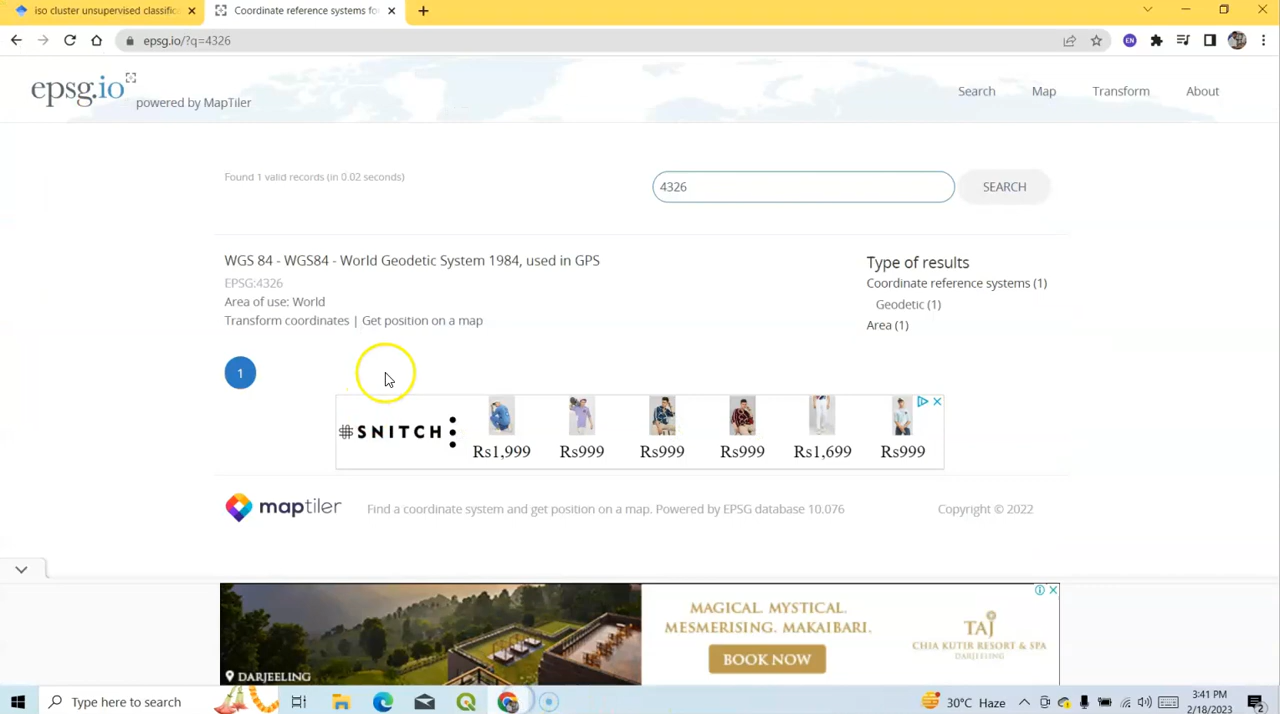 iso cluster unsupervised classific
Coordinate reference systems fo
epsg.io/?q=4326
EN
epsg.io powered by MapTiler
Search Map Transform About
Found 1 valid records (in 0.02 seconds)
4326
SEARCH
WGS 84 - WGS84 - World Geodetic System 1984, used in GPS
EPSG:4326
Area of use: World
Transform coordinates | Get position on a map
Type of results
Coordinate reference systems (1)
Geodetic (1)
Area (1)
1
#SNITCH
Rs1,999 Rs999 Rs999 Rs999 Rs1,699 Rs999
maptiler Find a coordinate system and get position on a map. Powered by EPSG database 10.076 Copyright © 2022
MAGICAL. MYSTICAL.
MESMERISING. MAKAIBARI.
BOOK NOW
TAJ
CHIA KUTIR RESORT & SPA
DARJEELING
DARJEELING
Type here to search
30°C Haze
3:41 PM
2/18/2023
2